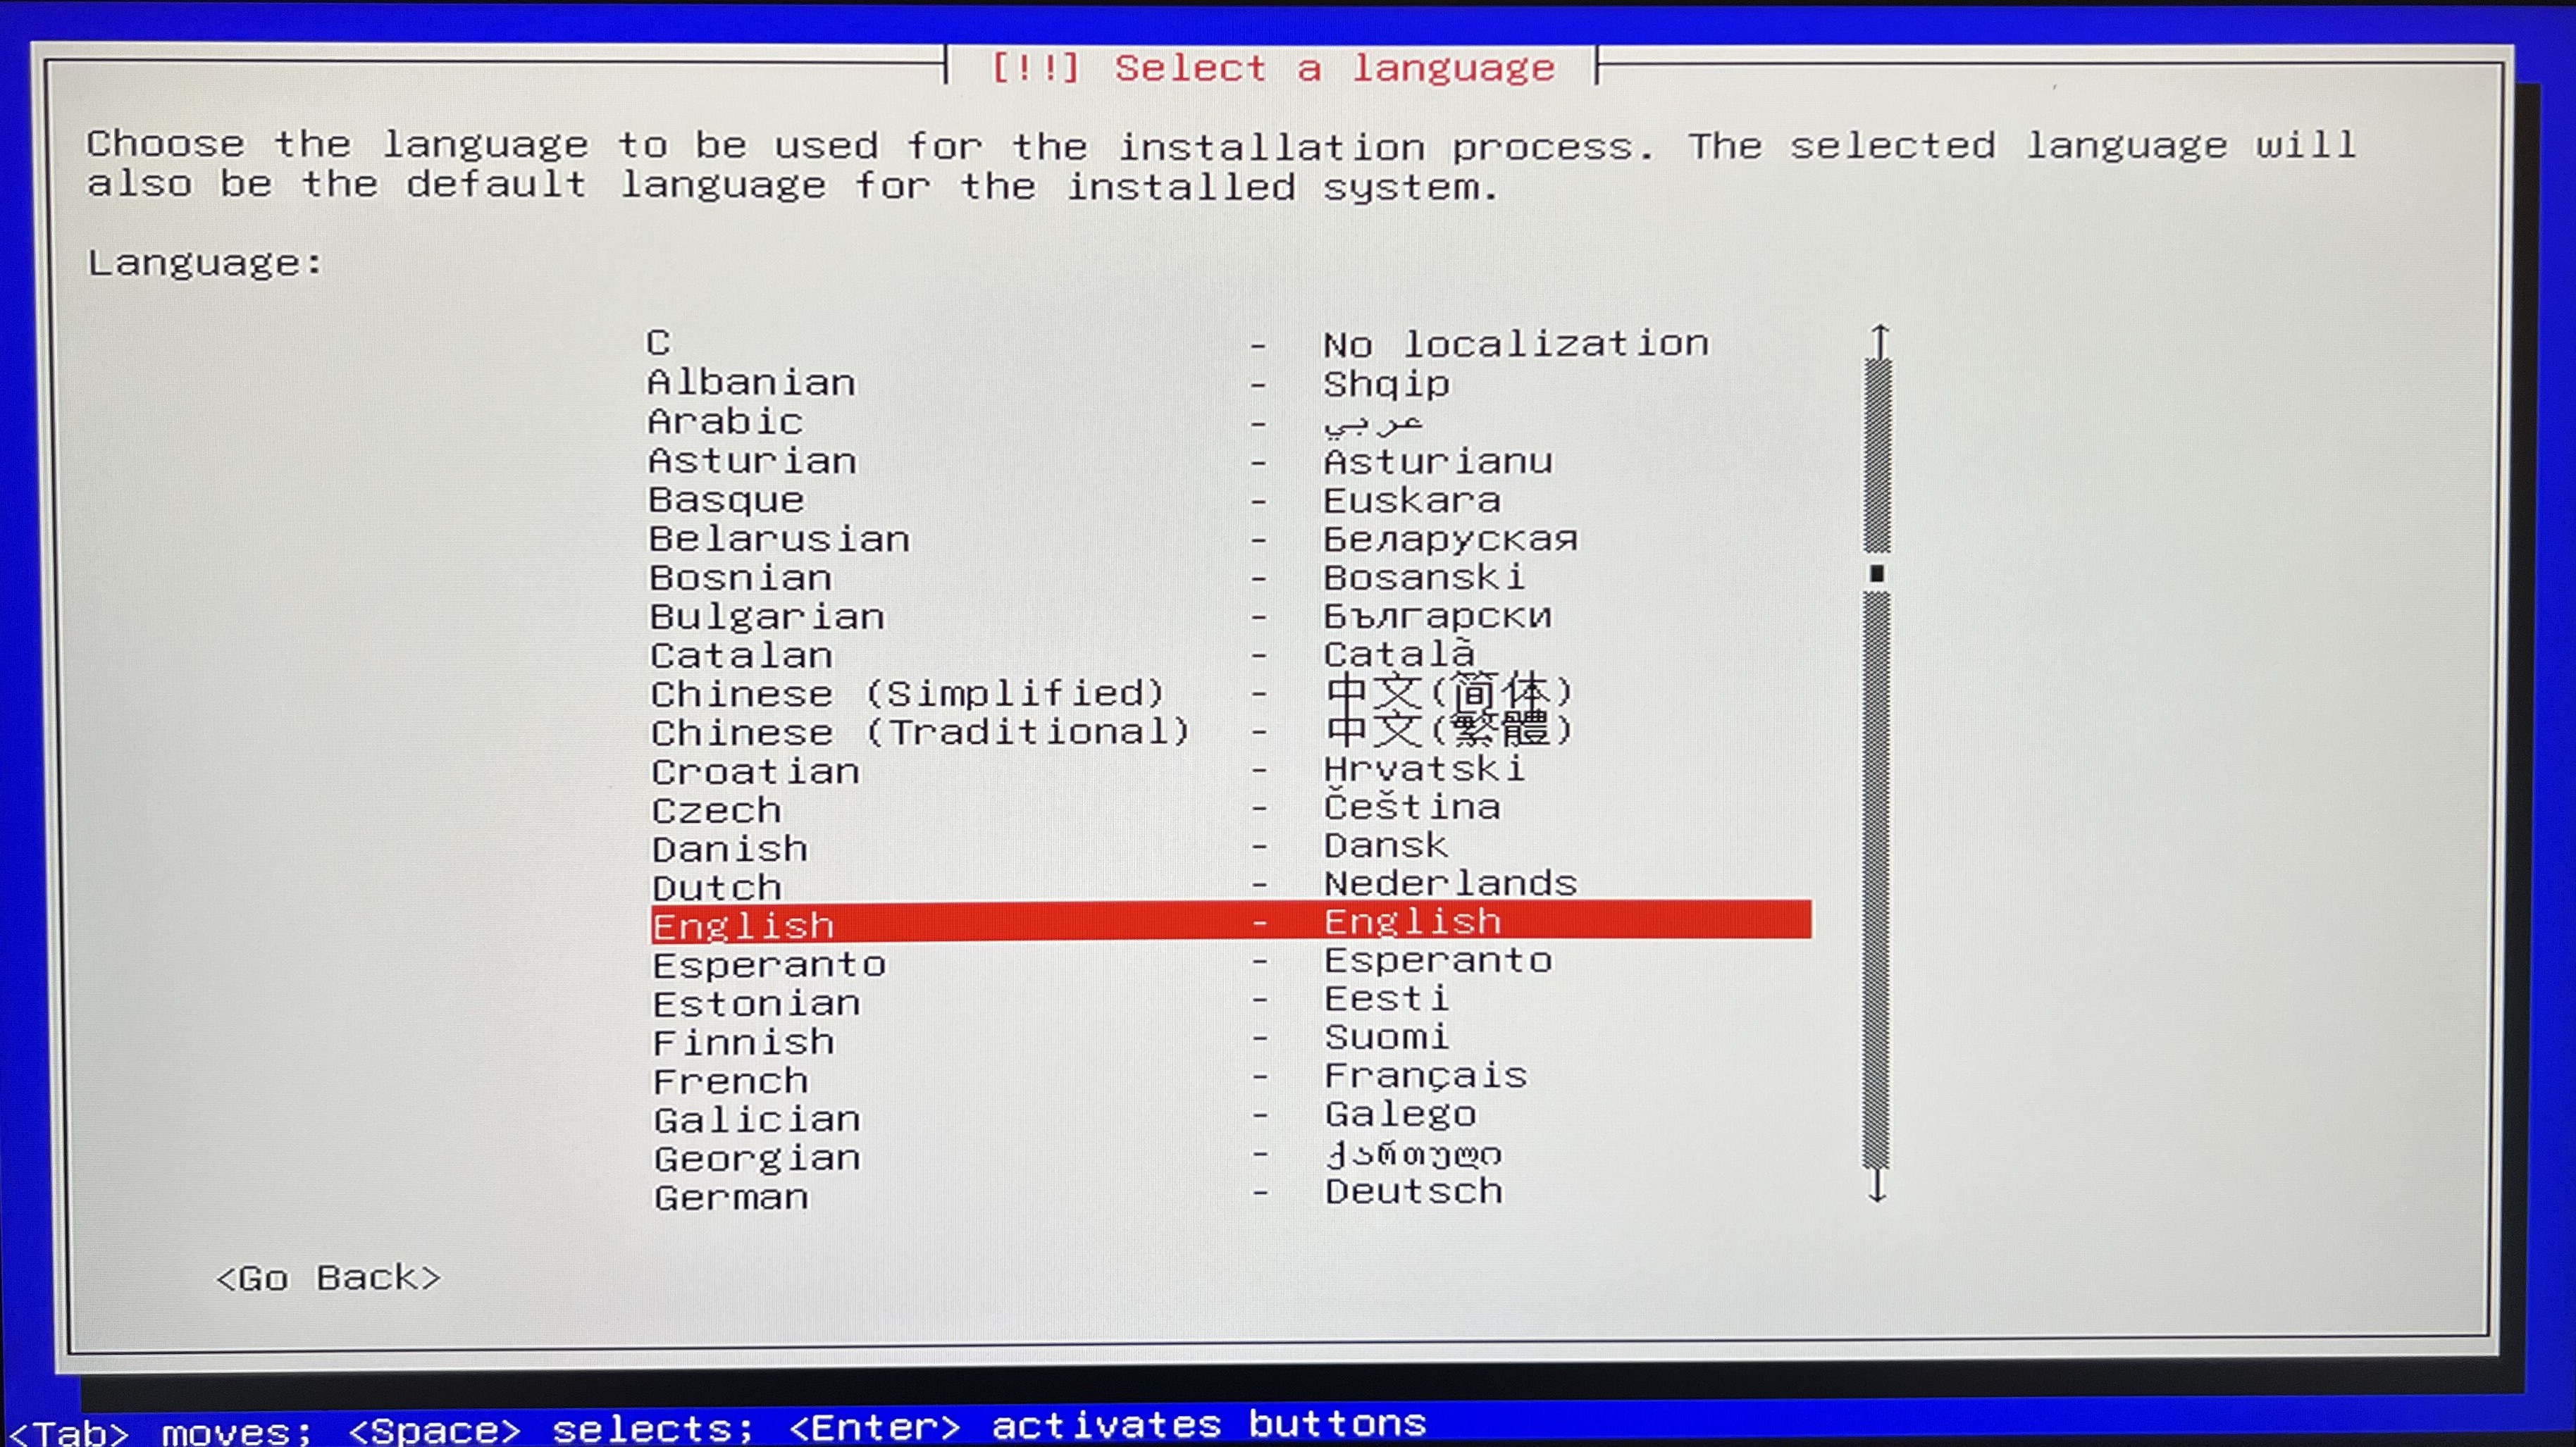 [!!] Select a language
Choose the language to be used for the installation process. The selected language will
also be the default language for the installed system.
Language:
C - No localization
Albanian - Shqip
Arabic - عربي
Asturian - Asturianu
Basque - Euskara
Belarusian - Беларуская
Bosnian - Bosanski
Bulgarian - Български
Catalan - Català
Chinese (Simplified) - 中文(简体)
Chinese (Traditional) - 中文(繁體)
Croatian - Hrvatski
Czech - Čeština
Danish - Dansk
Dutch - Nederlands
English - English
Esperanto - Esperanto
Estonian - Eesti
Finnish - Suomi
French - Français
Galician - Galego
Georgian - ქართული
German - Deutsch
<Go Back>
<Tab> moves; <Space> selects; <Enter> activates buttons